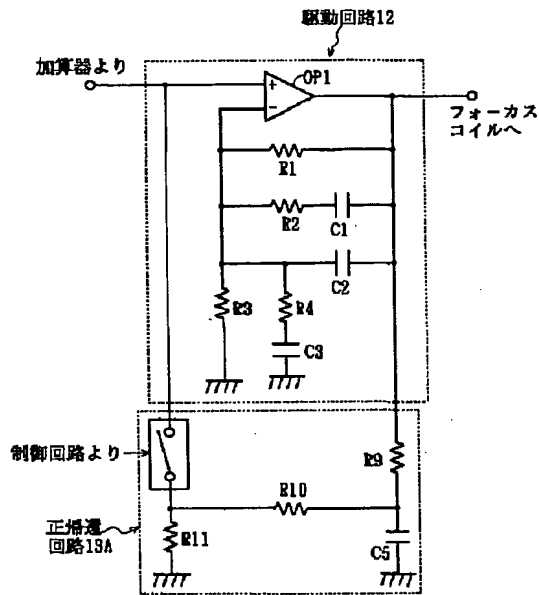 駆動回路12
加算器より
OP1
+
-
フォーカス
コイルへ
R1
R2
C1
C2
R3
R4
C3
制御回路より
R9
R10
正帰還
回路13A
R11
C5